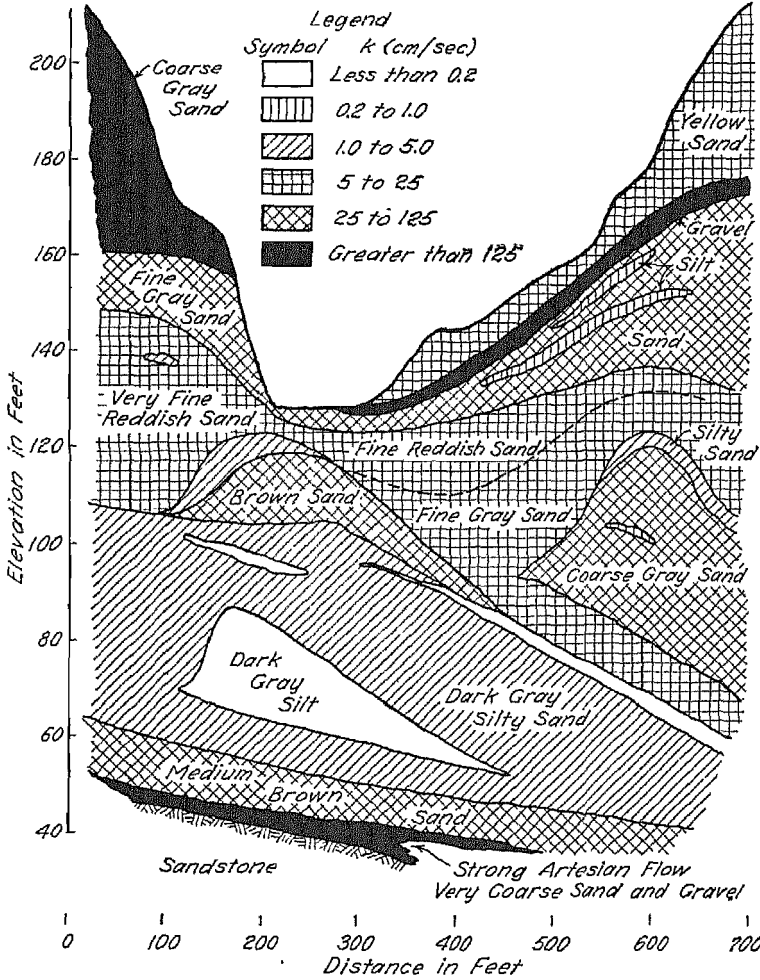 Legend
Symbol k (cm/sec)
Less than 0.2
0.2 to 1.0
1.0 to 5.0
5 to 25
25 to 125
Greater than 125
Coarse
Gray
Sand
Yellow
Sand
Gravel
Silt
Fine
Gray
Sand
Sand
Very Fine
Reddish Sand
Fine Reddish Sand
Silty
Sand
Brown Sand
Fine Gray Sand
Coarse Gray Sand
Dark
Gray
Silt
Dark Gray
Silty Sand
Medium
Brown
Sand
Sandstone
Strong Artesian Flow
Very Coarse Sand and Gravel
Elevation in Feet
200
180
160
140
120
100
80
60
40
0 100 200 300 400 500 600 700
Distance in Feet